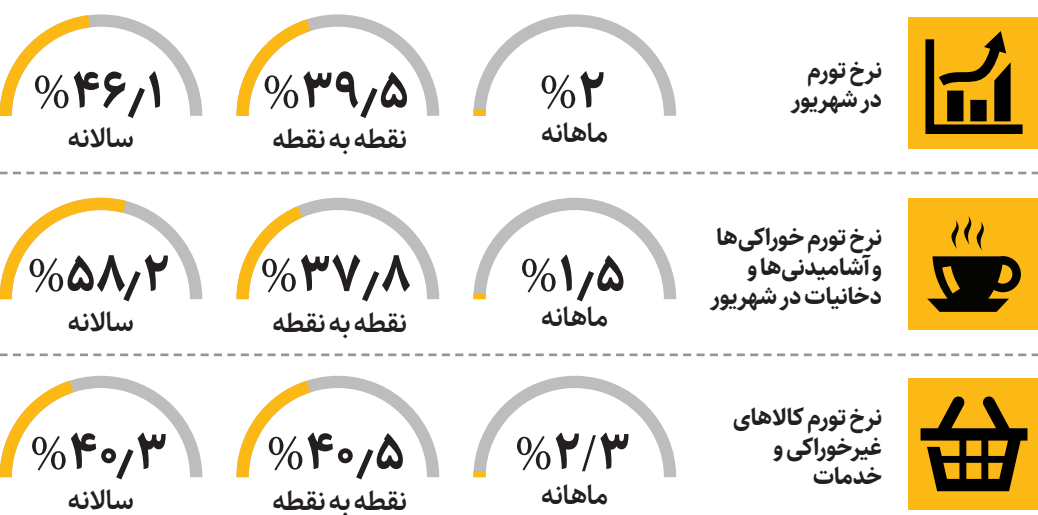 نرخ تورم
در شهریور
%۲
ماهانه
%۳۹٫۵
نقطه به نقطه
%۴۶٫۱
سالانه
نرخ تورم خوراکی‌ها
و آشامیدنی‌ها و
دخانیات در شهریور
%۱٫۵
ماهانه
%۳۷٫۸
نقطه به نقطه
%۵۸٫۲
سالانه
نرخ تورم کالاهای
غیرخوراکی و
خدمات
%۲/۳
ماهانه
%۴۰٫۵
نقطه به نقطه
%۴۰٫۳
سالانه